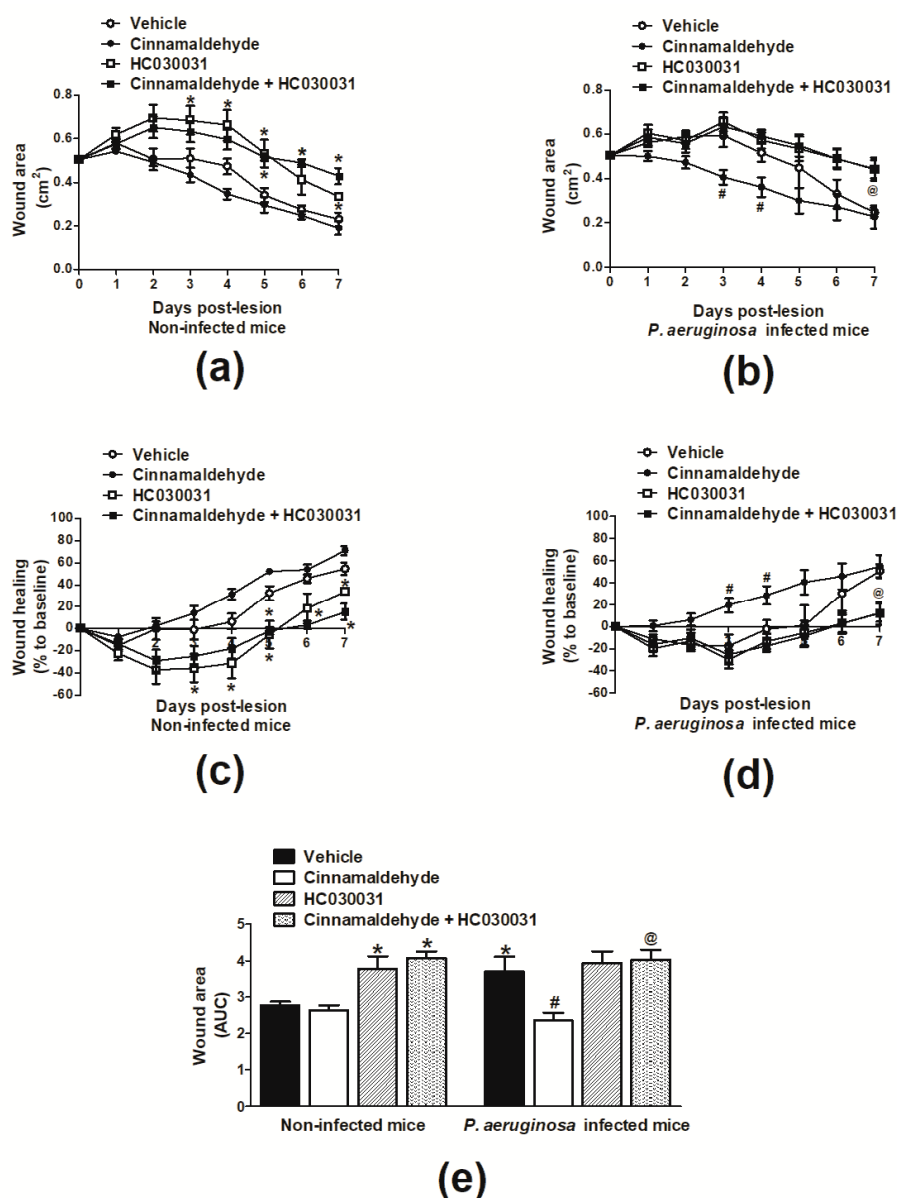 Vehicle
Cinnamaldehyde
HC030031
Cinnamaldehyde + HC030031
0.8
0.6
0.4
0.2
0.0
Wound area
(cm²)
* * * * *
* *
0 1 2 3 4 5 6 7
Days post-lesion
Non-infected mice
(a)
Vehicle
Cinnamaldehyde
HC030031
Cinnamaldehyde + HC030031
0.8
0.6
0.4
0.2
0.0
Wound area
(cm²)
# #
@
0 1 2 3 4 5 6 7
Days post-lesion
P. aeruginosa infected mice
(b)
Vehicle
Cinnamaldehyde
HC030031
Cinnamaldehyde + HC030031
100
80
60
40
20
0
-20
-40
-60
Wound healing
(% to baseline)
* *
* *
* * *
6 7
Days post-lesion
Non-infected mice
(c)
Vehicle
Cinnamaldehyde
HC030031
Cinnamaldehyde + HC030031
100
80
60
40
20
0
-20
-40
-60
Wound healing
(% to baseline)
# #
@
6 7
Days post-lesion
P. aeruginosa infected mice
(d)
Vehicle
Cinnamaldehyde
HC030031
Cinnamaldehyde + HC030031
5
4
3
2
1
0
Wound area
(AUC)
* * * # @
Non-infected mice
P. aeruginosa infected mice
(e)